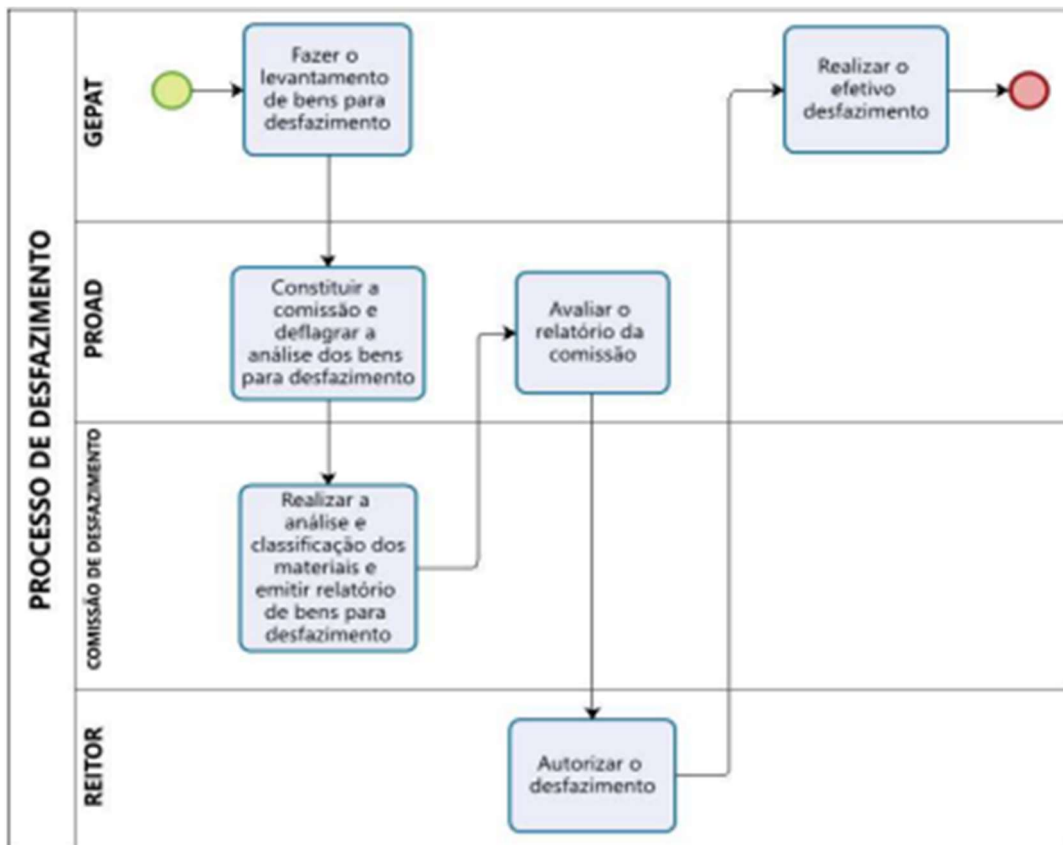 PROCESSO DE DESFAZIMENTO
GEPAT
Fazer o
levantamento
de bens para
desfazimento
Realizar o
efetivo
desfazimento
PROAD
Constituir a
comissão e
deflagrar a
análise dos bens
para desfazimento
Avaliar o
relatório da
comissão
COMISSÃO DE DESFAZIMENTO
Realizar a
análise e
classificação dos
materiais e
emitir relatório
de bens para
desfazimento
REITOR
Autorizar o
desfazimento